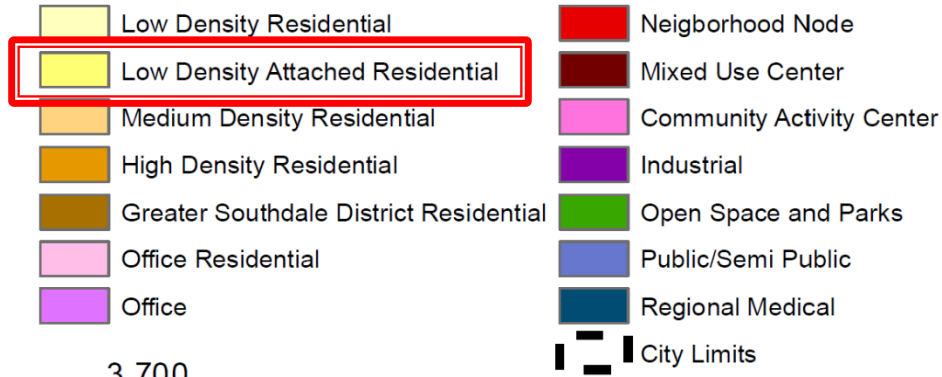 Low Density Residential
Low Density Attached Residential
Medium Density Residential
High Density Residential
Greater Southdale District Residential
Office Residential
Office
3,700
Neigborhood Node
Mixed Use Center
Community Activity Center
Industrial
Open Space and Parks
Public/Semi Public
Regional Medical
City Limits